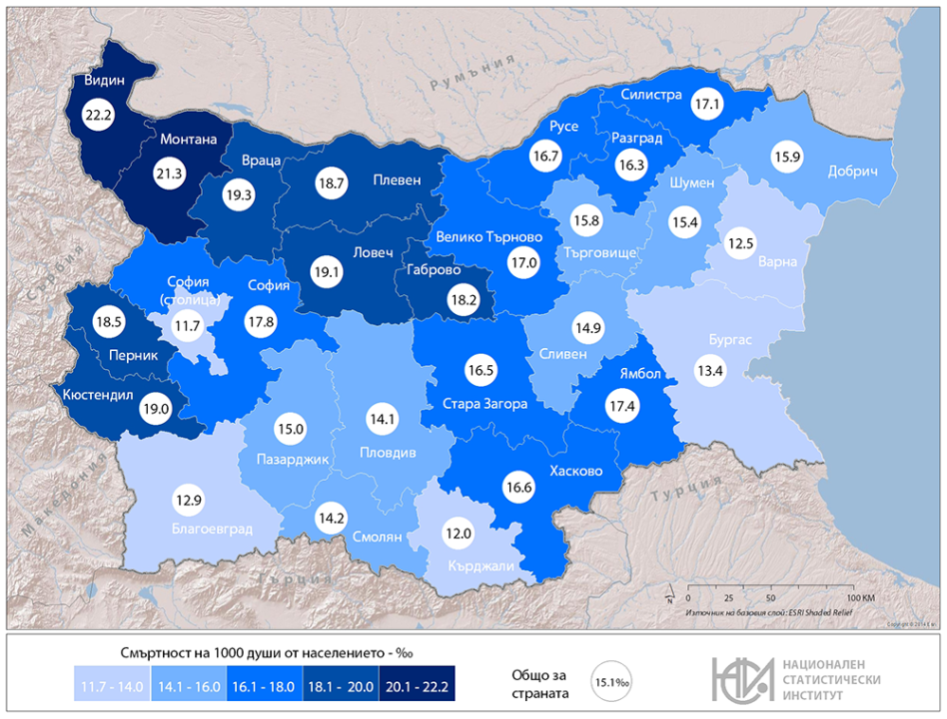 Румъния
Видин
22.2
Монтана
21.3
Враца
19.3
18.7
Плевен
Силистра
17.1
Русе
16.7
Разград
16.3
15.9
Добрич
Шумен
15.4
15.8
Търговище
12.5
Варна
Велико Търново
17.0
Ловеч
19.1
Габрово
18.2
Сърбия
София
(столица)
11.7
София
17.8
18.5
Перник
Кюстендил
19.0
14.9
Сливен
Бургас
13.4
16.5
Стара Загора
Ямбол
17.4
15.0
Пазарджик
14.1
Пловдив
Хасково
16.6
Македония
12.9
Благоевград
14.2
Смолян
12.0
Кърджали
Турция
Гърция
N
0 25 50 100 KM
Източник на базовия слой: ESRI Shaded Relief
Смъртност на 1000 души от населението - ‰
11.7 - 14.0 14.1 - 16.0 16.1 - 18.0 18.1 - 20.0 20.1 - 22.2
Общо за
страната
15.1‰
НАЦИОНАЛЕН
СТАТИСТИЧЕСКИ
ИНСТИТУТ